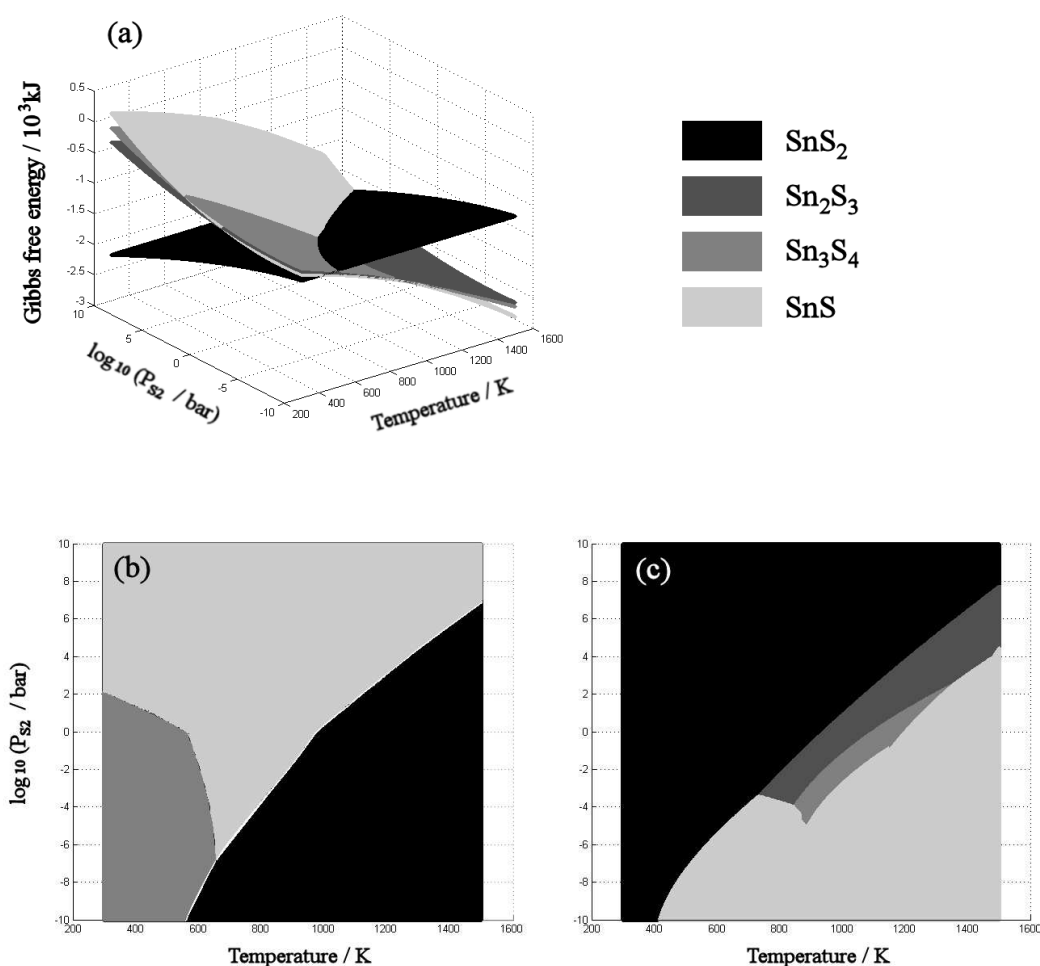 (a)
Gibbs free energy / 10³kJ
0.5
0
-0.5
-1
-1.5
-2
-2.5
-3
10
5
0
-5
-10
log 10 (P_S2 / bar)
200
400
600
800
1000
1200
1400
1600
Temperature / K
SnS₂
Sn₂S₃
Sn₃S₄
SnS
(b)
log 10 (P_S2 / bar)
10
8
6
4
2
0
-2
-4
-6
-8
-10
200 400 600 800 1000 1200 1400 1600
Temperature / K
(c)
10
8
6
4
2
0
-2
-4
-6
-8
-10
200 400 600 800 1000 1200 1400 1600
Temperature / K